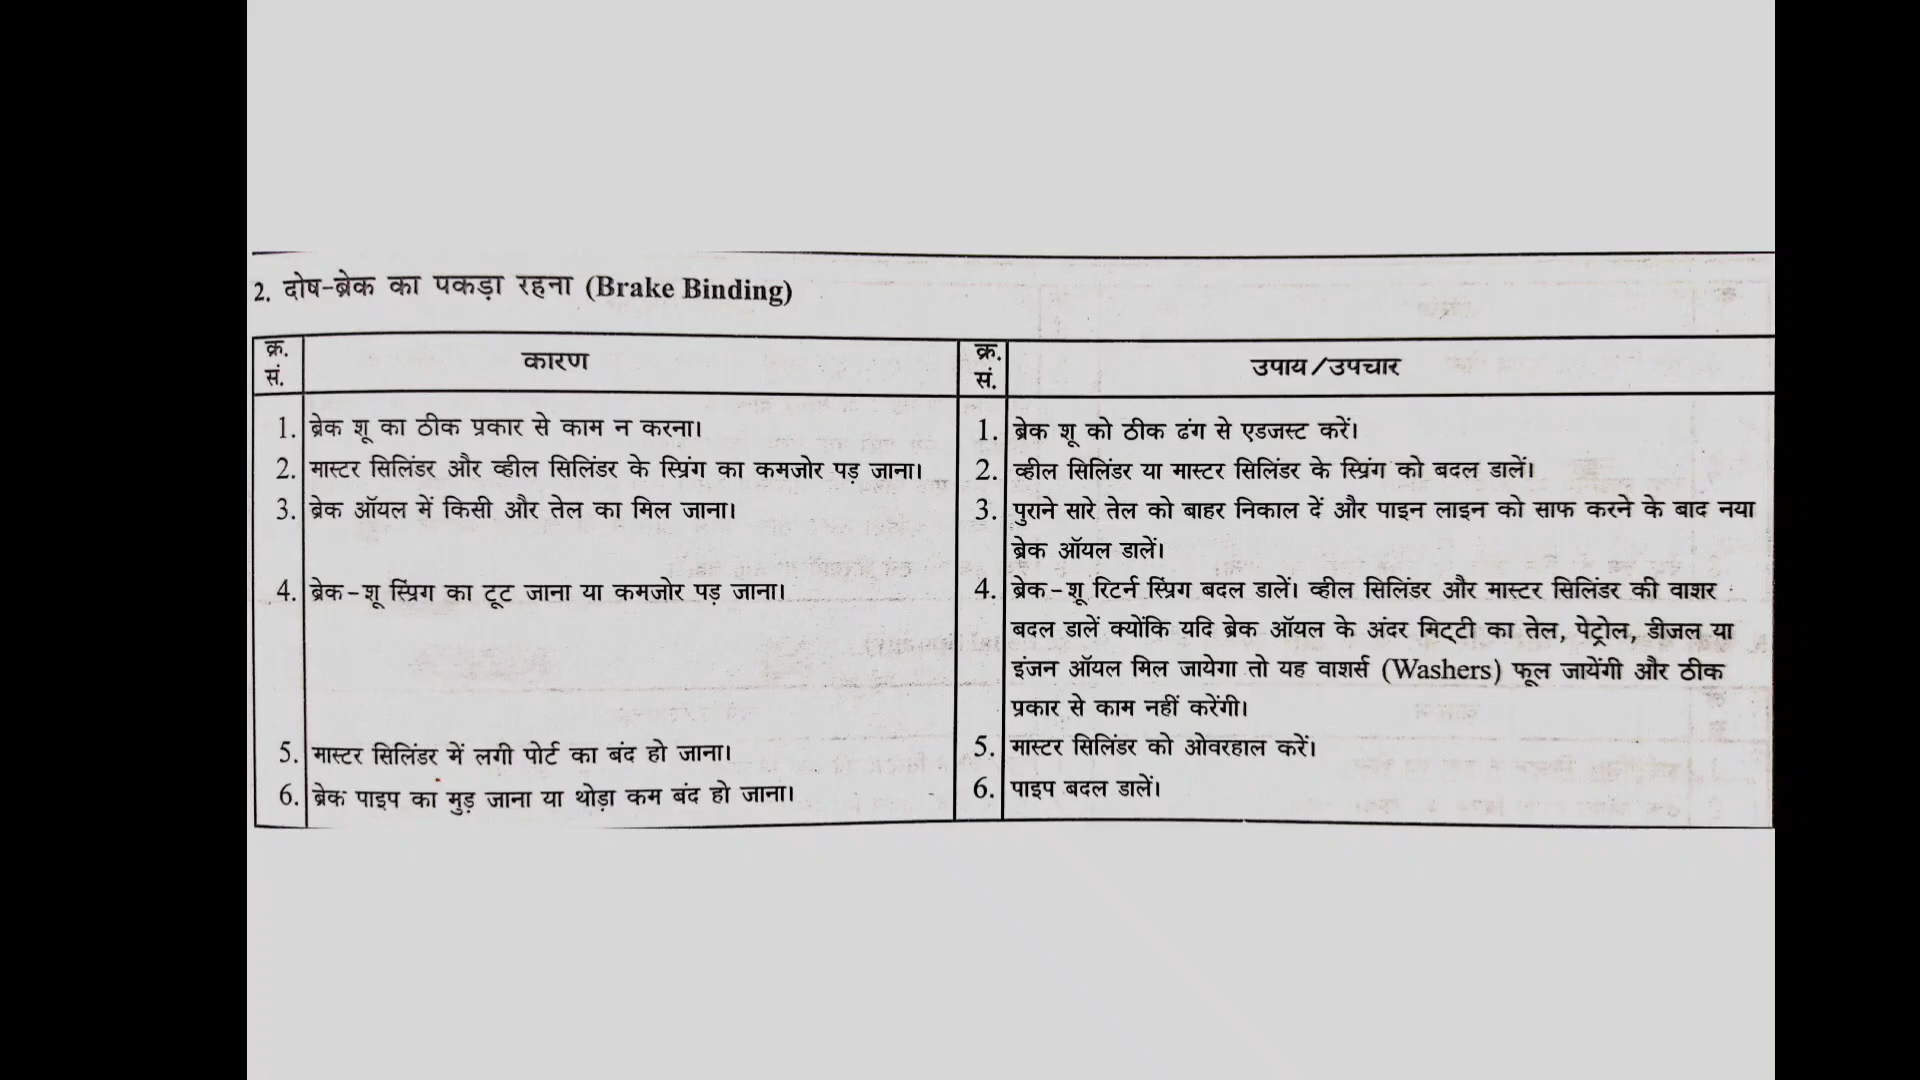 2. दोष-ब्रेक का पकड़ा रहना (Brake Binding)
क्र. सं. कारण क्र. सं. उपाय/उपचार
1. ब्रेक शू का ठीक प्रकार से काम न करना। 1. ब्रेक शू को ठीक ढंग से एडजस्ट करें।
2. मास्टर सिलिंडर और व्हील सिलिंडर के स्प्रिंग का कमजोर पड़ जाना। 2. व्हील सिलिंडर या मास्टर सिलिंडर के स्प्रिंग को बदल डालें।
3. ब्रेक ऑयल में किसी और तेल का मिल जाना। 3. पुराने सारे तेल को बाहर निकाल दें और पाइन लाइन को साफ करने के बाद नया
ब्रेक ऑयल डालें।
4. ब्रेक-शू स्प्रिंग का टूट जाना या कमजोर पड़ जाना। 4. ब्रेक-शू रिटर्न स्प्रिंग बदल डालें। व्हील सिलिंडर और मास्टर सिलिंडर की वाशर
बदल डालें क्योंकि यदि ब्रेक ऑयल के अंदर मिट्टी का तेल, पेट्रोल, डीजल या
इंजन ऑयल मिल जायेगा तो यह वाशर्स (Washers) फूल जायेंगी और ठीक
प्रकार से काम नहीं करेंगी।
5. मास्टर सिलिंडर में लगी पोर्ट का बंद हो जाना। 5. मास्टर सिलिंडर को ओवरहाल करें।
6. ब्रेक पाइप का मुड़ जाना या थोड़ा कम बंद हो जाना। 6. पाइप बदल डालें।